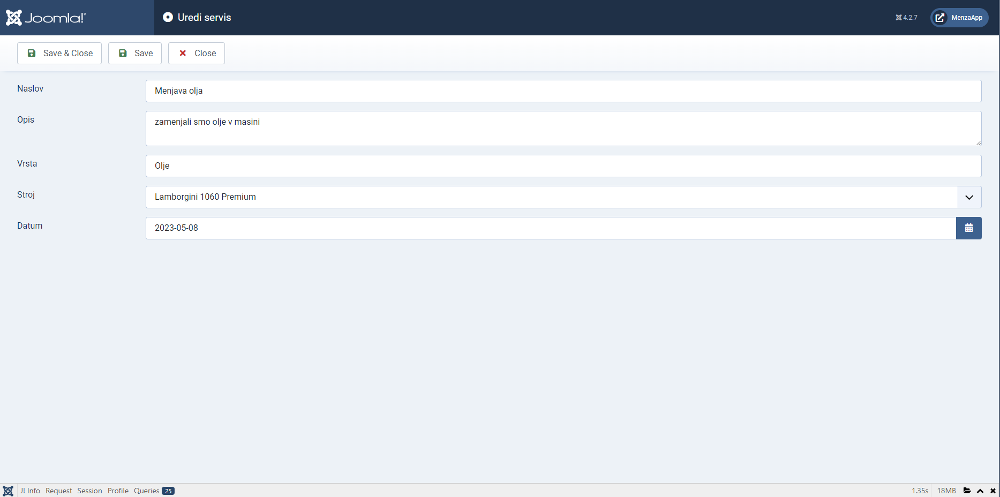 Joomla!®
Uredi servis
4.2.7
MenzaApp
Save & Close
Save
Close
Naslov
Menjava olja
Opis
zamenjali smo olje v masini
Vrsta
Olje
Stroj
Lamborgini 1060 Premium
Datum
2023-05-08
J! Info Request Session Profile Queries 25
1.35s 18MB